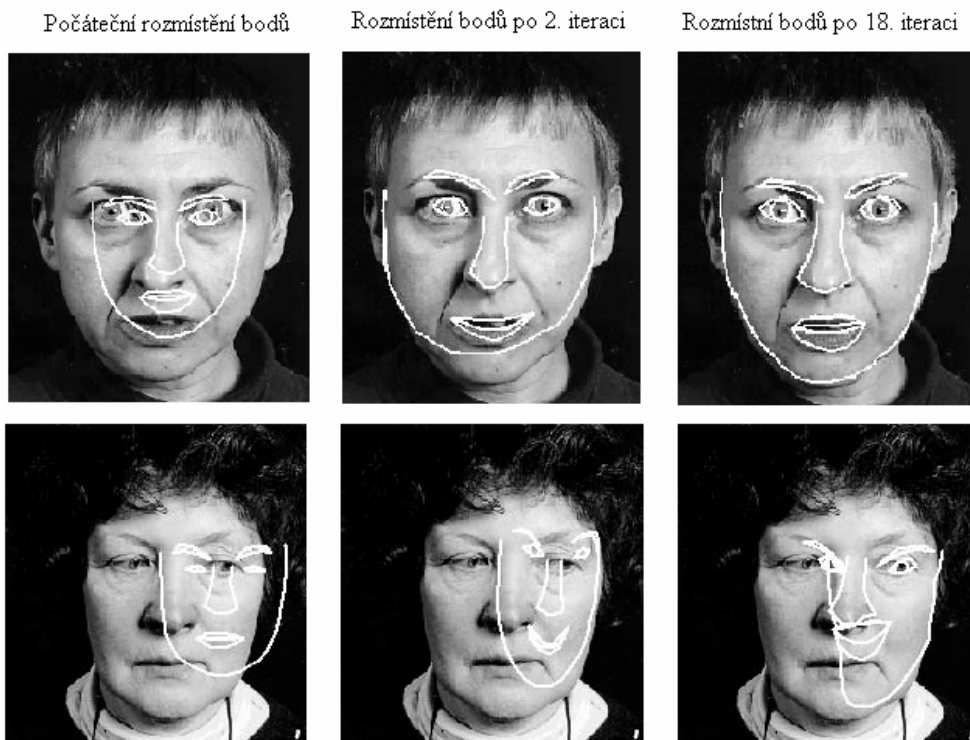 Počáteční rozmístění bodů
Rozmístění bodů po 2. iteraci
Rozmístní bodů po 18. iteraci